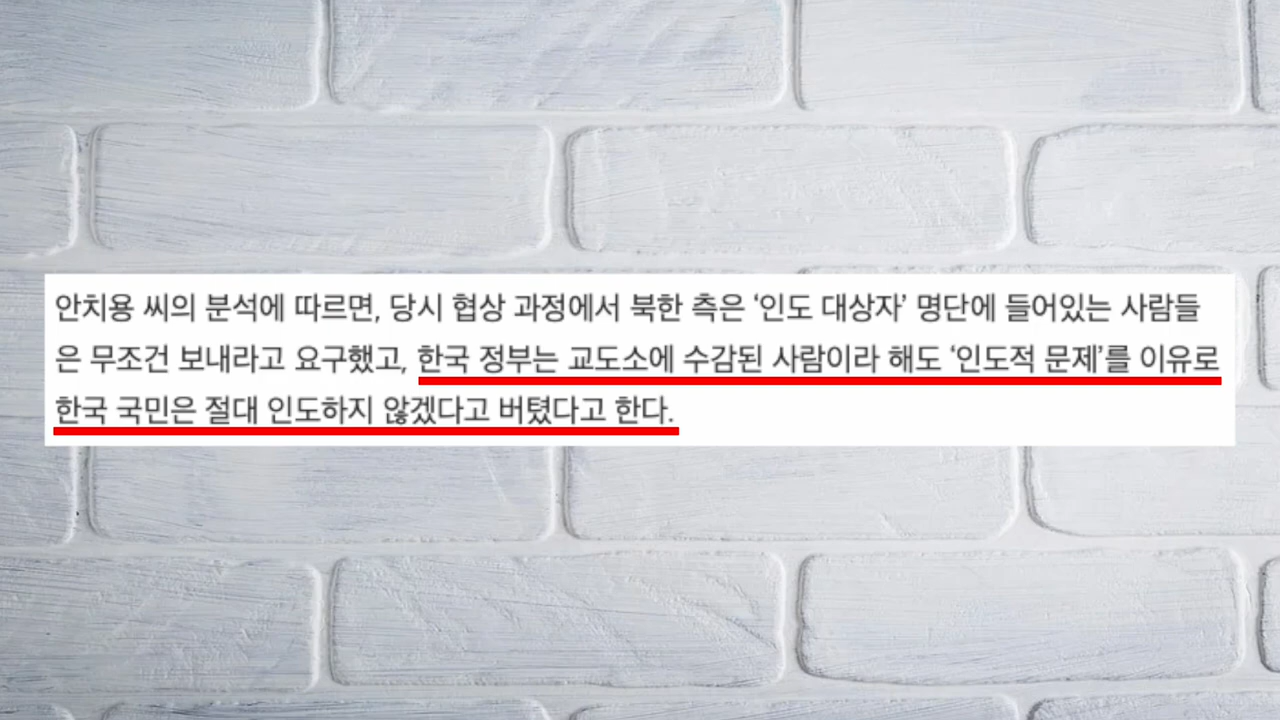 안치용 씨의 분석에 따르면, 당시 협상 과정에서 북한 측은 ‘인도 대상자’ 명단에 들어있는 사람들
은 무조건 보내라고 요구했고, 한국 정부는 교도소에 수감된 사람이라 해도 ‘인도적 문제’를 이유로
한국 국민은 절대 인도하지 않겠다고 버텼다고 한다.